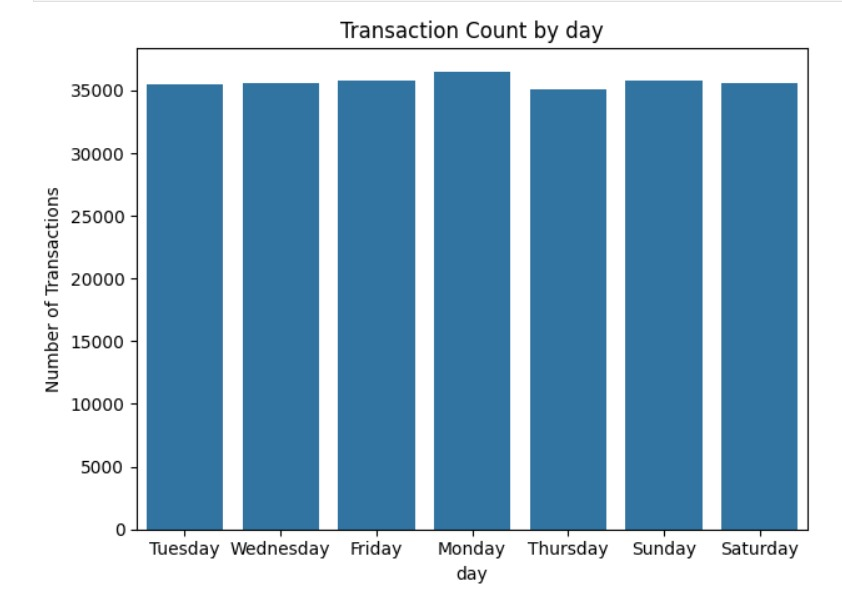 Transaction Count by day
Number of Transactions
35000
30000
25000
20000
15000
10000
5000
0
Tuesday Wednesday Friday Monday Thursday Sunday Saturday
day